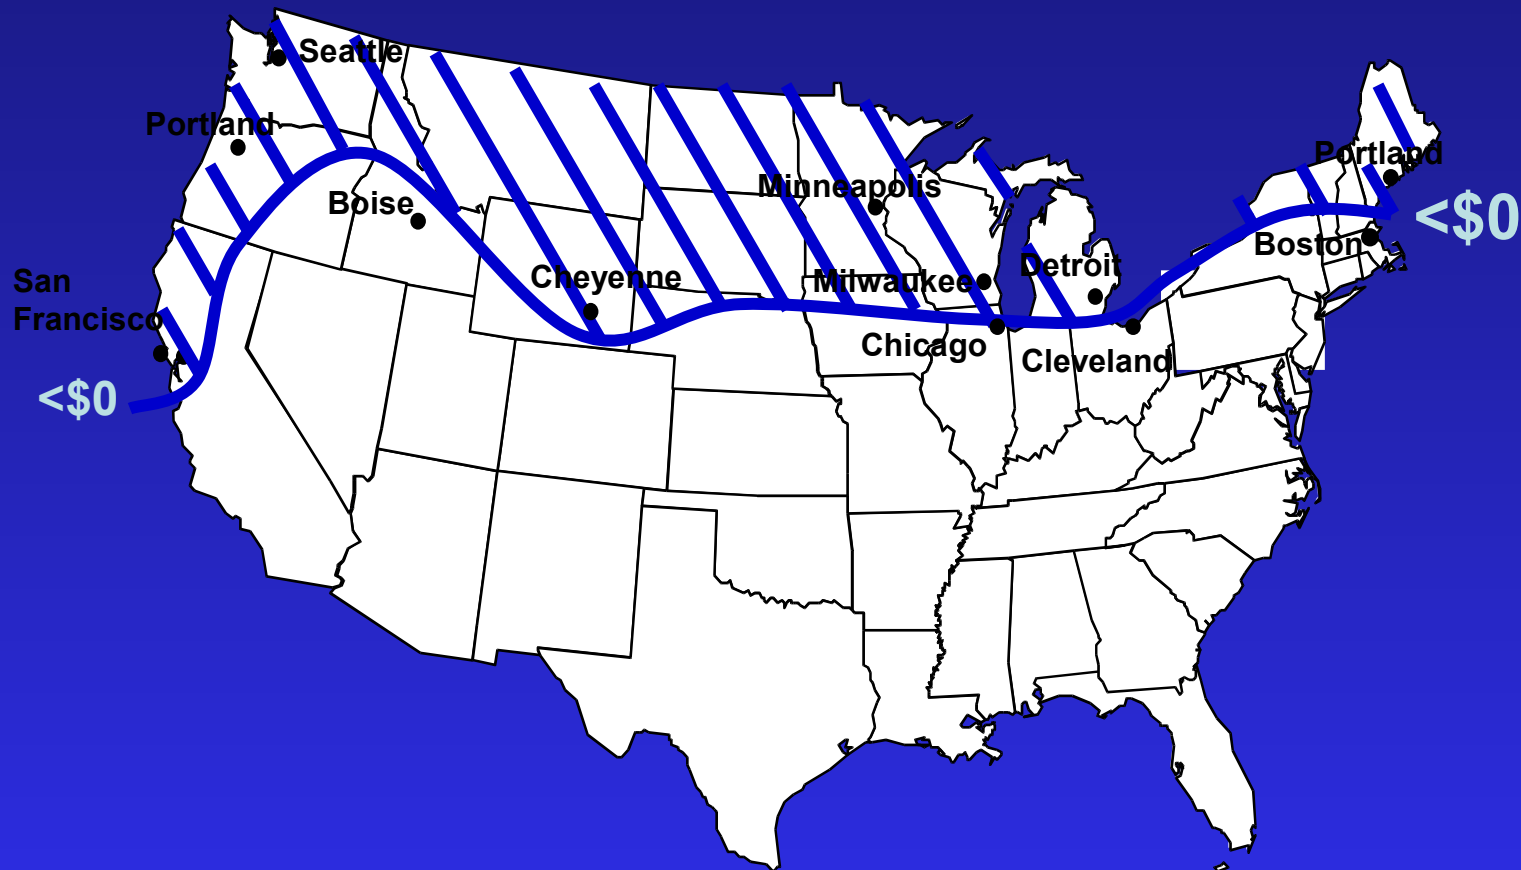 Seattle
Portland
Portland
Minneapolis
<$0
Boise
Boston
San
Francisco
Cheyenne
Milwaukee
Detroit
Chicago
Cleveland
<$0